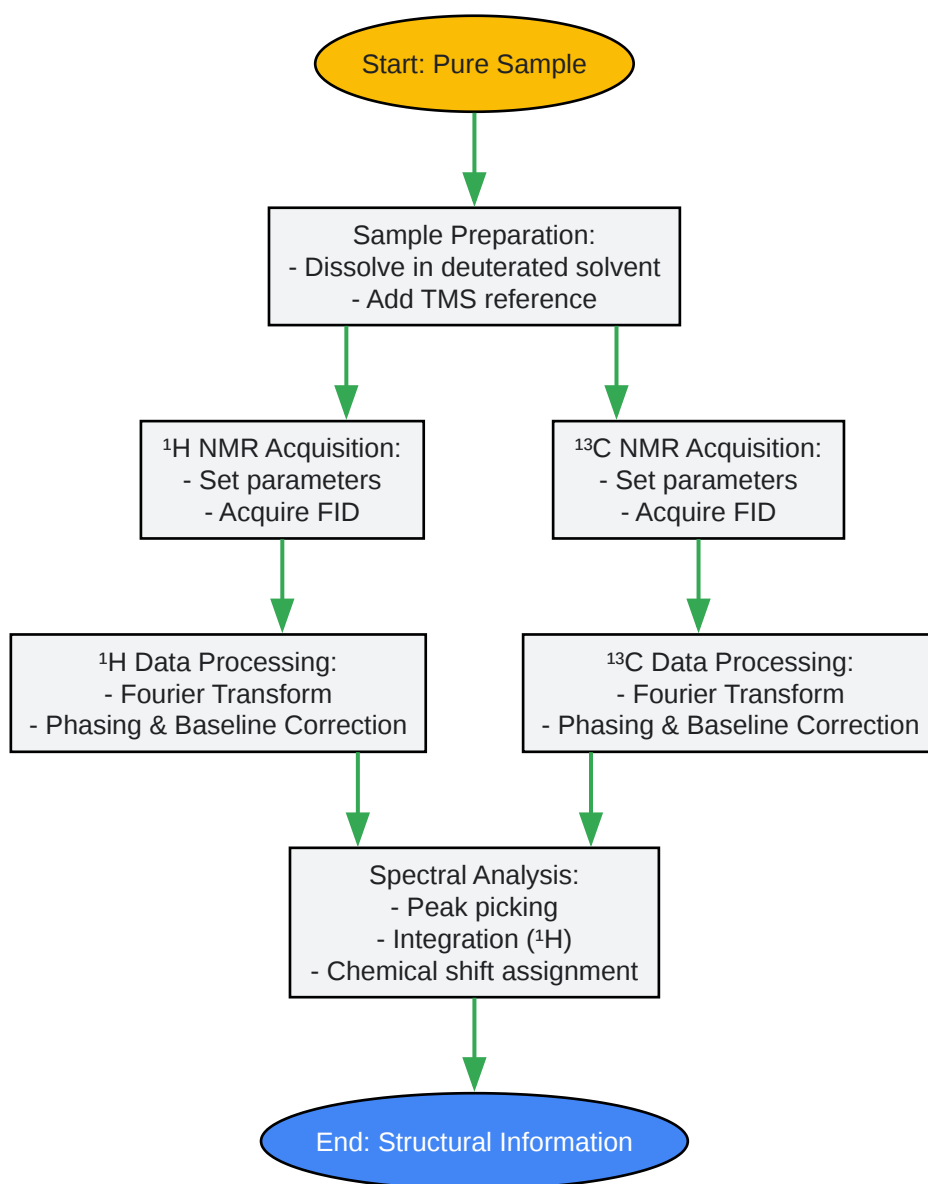 Start: Pure Sample
Sample Preparation:
- Dissolve in deuterated solvent
- Add TMS reference
¹H NMR Acquisition:
- Set parameters
- Acquire FID
¹³C NMR Acquisition:
- Set parameters
- Acquire FID
¹H Data Processing:
- Fourier Transform
- Phasing & Baseline Correction
¹³C Data Processing:
- Fourier Transform
- Phasing & Baseline Correction
Spectral Analysis:
- Peak picking
- Integration (¹H)
- Chemical shift assignment
End: Structural Information